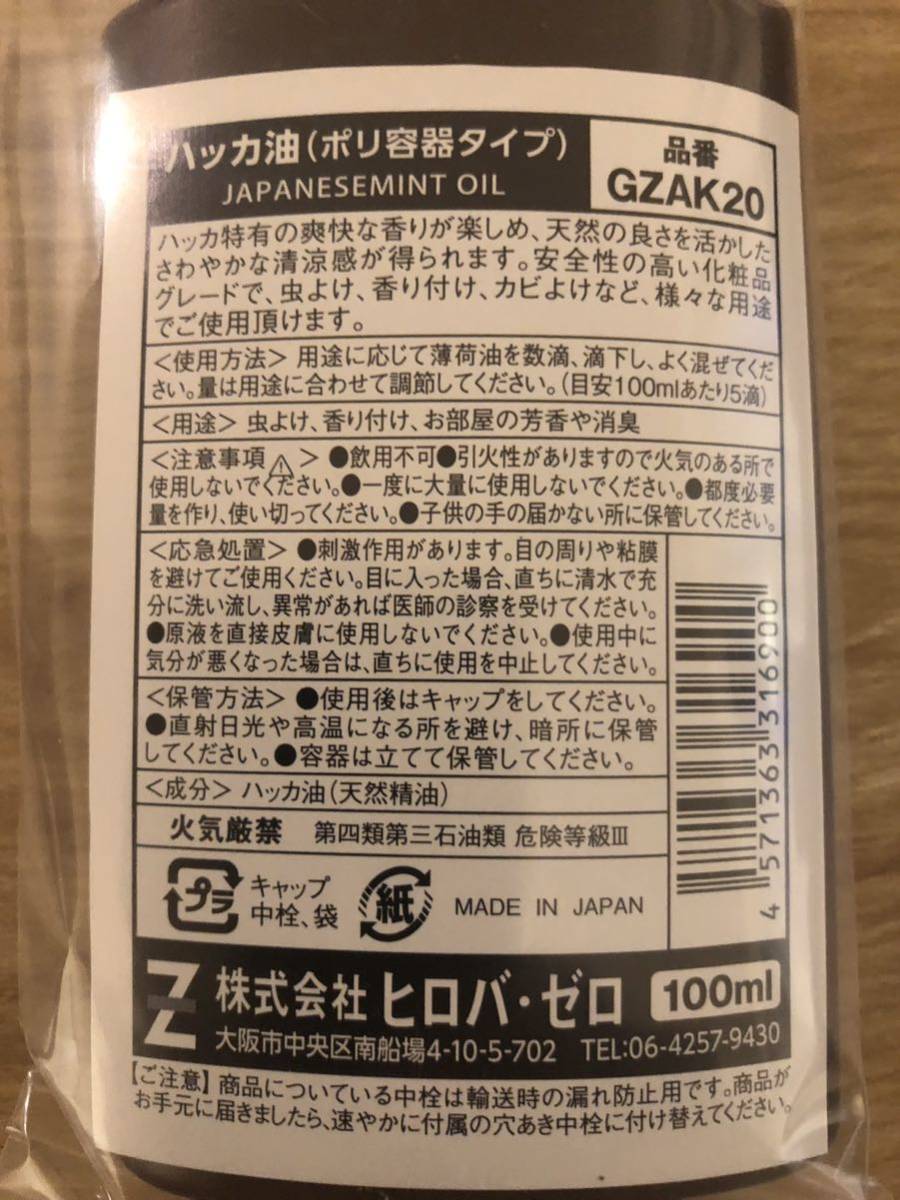 ハッカ油(ポリ容器タイプ)
JAPANESEMINT OIL
品番
GZAK20
ハッカ特有の爽快な香りが楽しめ、天然の良さを活かした
さわやかな清涼感が得られます。安全性の高い化粧品
グレードで、虫よけ、香り付け、カビよけなど、様々な用途
でご使用頂けます。
<使用方法> 用途に応じて薄荷油を数滴、滴下し、よく混ぜてくだ
さい。量は用途に合わせて調節してください。(目安100mlあたり5滴)
<用途> 虫よけ、香り付け、お部屋の芳香や消臭
<注意事項⚠> ●飲用不可●引火性がありますので火気のある所で
使用しないでください。●一度に大量に使用しないでください。●都度必要
量を作り、使い切ってください。●子供の手の届かない所に保管してください。
<応急処置> ●刺激作用があります。目の周りや粘膜
を避けてご使用ください。目に入った場合、直ちに清水で充
分に洗い流し、異常があれば医師の診察を受けてください。
●原液を直接皮膚に使用しないでください。●使用中に
気分が悪くなった場合は、直ちに使用を中止してください。
<保管方法> ●使用後はキャップをしてください。
●直射日光や高温になる所を避け、暗所に保管
してください。●容器は立てて保管してください。
<成分> ハッカ油(天然精油)
火気厳禁 第四類第三石油類 危険等級Ⅲ
プラ
キャップ
中栓、袋
紙
MADE IN JAPAN
4 571363 316900
Z 株式会社 ヒロバ・ゼロ 100ml
大阪市中央区南船場4-10-5-702 TEL:06-4257-9430
【ご注意】商品についている中栓は輸送時の漏れ防止用です。商品が
お手元に届きましたら、速やかに付属の穴あき中栓に付け替えてください。